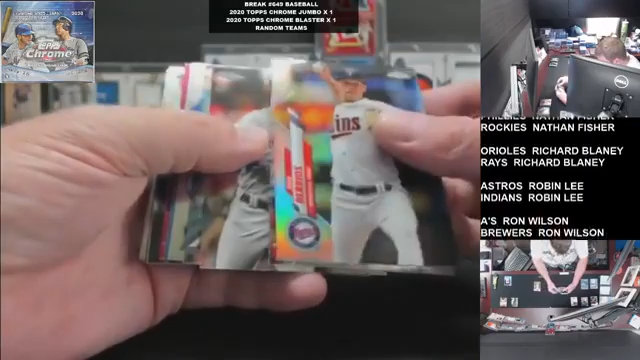 BREAK #649 BASEBALL
2020 TOPPS CHROME JUMBO X 1
2020 TOPPS CHROME BLASTER X 1
RANDOM TEAMS
Chrome
BERRIOS
PHILLIES NATHAN FISHER
ROCKIES NATHAN FISHER
ORIOLES RICHARD BLANEY
RAYS RICHARD BLANEY
ASTROS ROBIN LEE
INDIANS ROBIN LEE
A'S RON WILSON
BREWERS RON WILSON